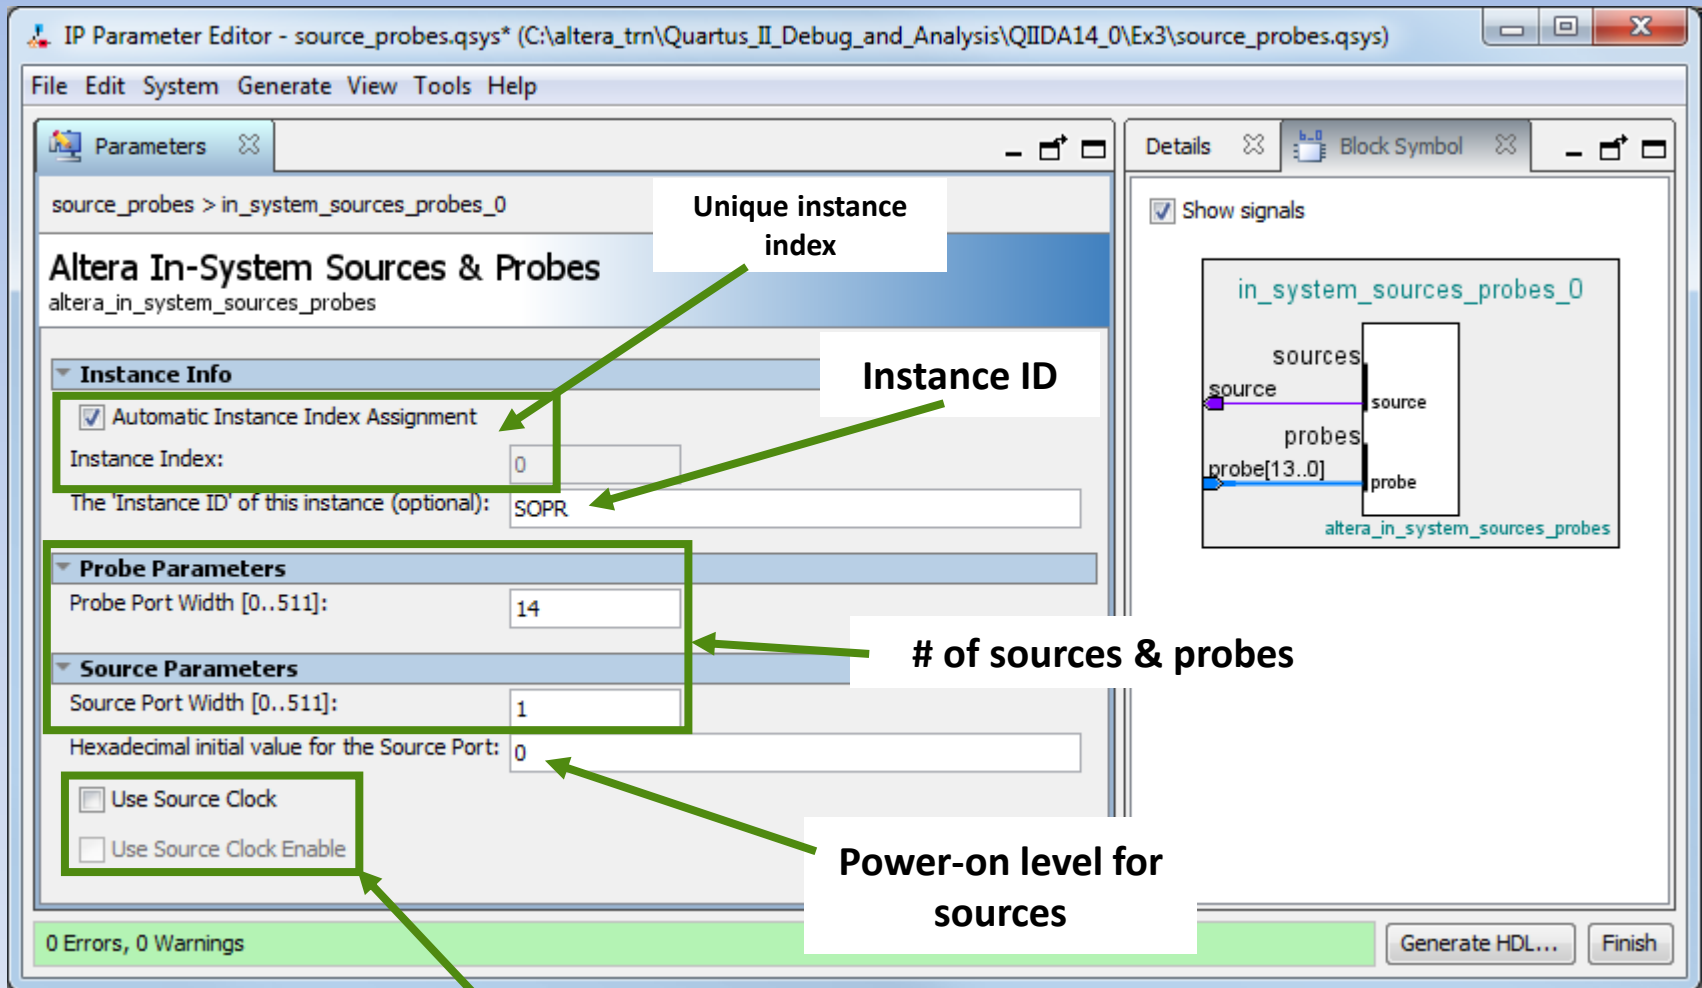 IP Parameter Editor - source_probes.qsys* (C:\altera_trn\Quartus_II_Debug_and_Analysis\QIIDA14_0\Ex3\source_probes.qsys)
File Edit System Generate View Tools Help
Parameters
source_probes > in_system_sources_probes_0
Unique instance
index
Altera In-System Sources & Probes
altera_in_system_sources_probes
Instance Info
Instance ID
Automatic Instance Index Assignment
Instance Index: 0
The 'Instance ID' of this instance (optional): SOPR
Probe Parameters
Probe Port Width [0..511]: 14
# of sources & probes
Source Parameters
Source Port Width [0..511]: 1
Hexadecimal initial value for the Source Port: 0
Use Source Clock
Use Source Clock Enable
Power-on level for
sources
Details Block Symbol
Show signals
in_system_sources_probes_0
sources
source
source
probes
probe[13..0]
probe
altera_in_system_sources_probes
0 Errors, 0 Warnings
Generate HDL... Finish